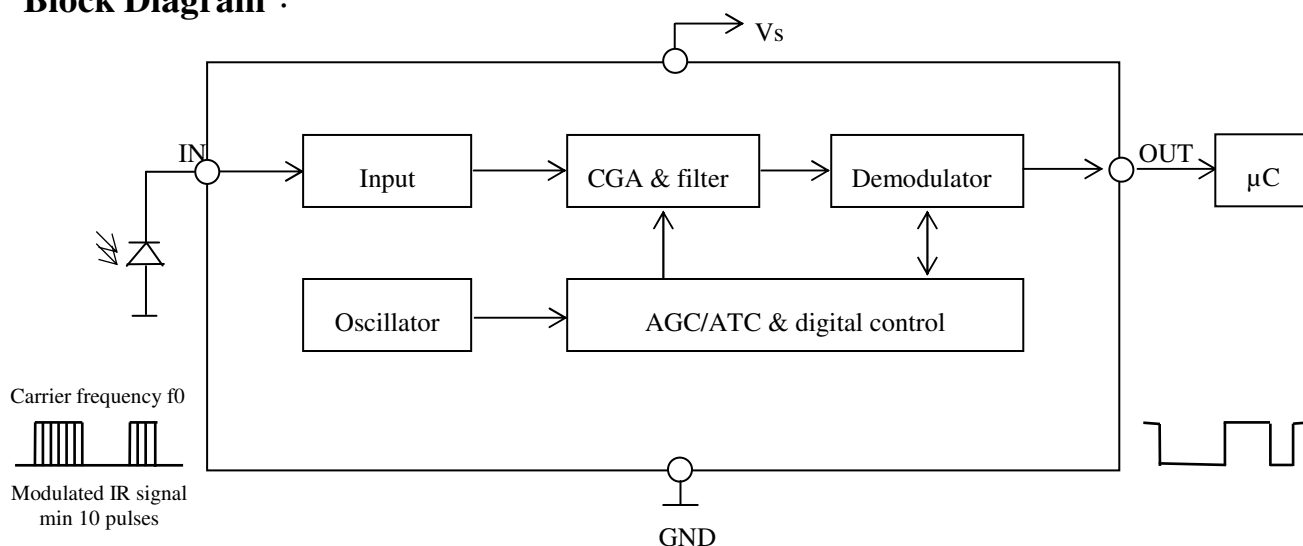 Block Diagram :
Vs
IN
Input
CGA & filter
Demodulator
OUT
µC
Oscillator
AGC/ATC & digital control
Carrier frequency f0
Modulated IR signal
min 10 pulses
GND